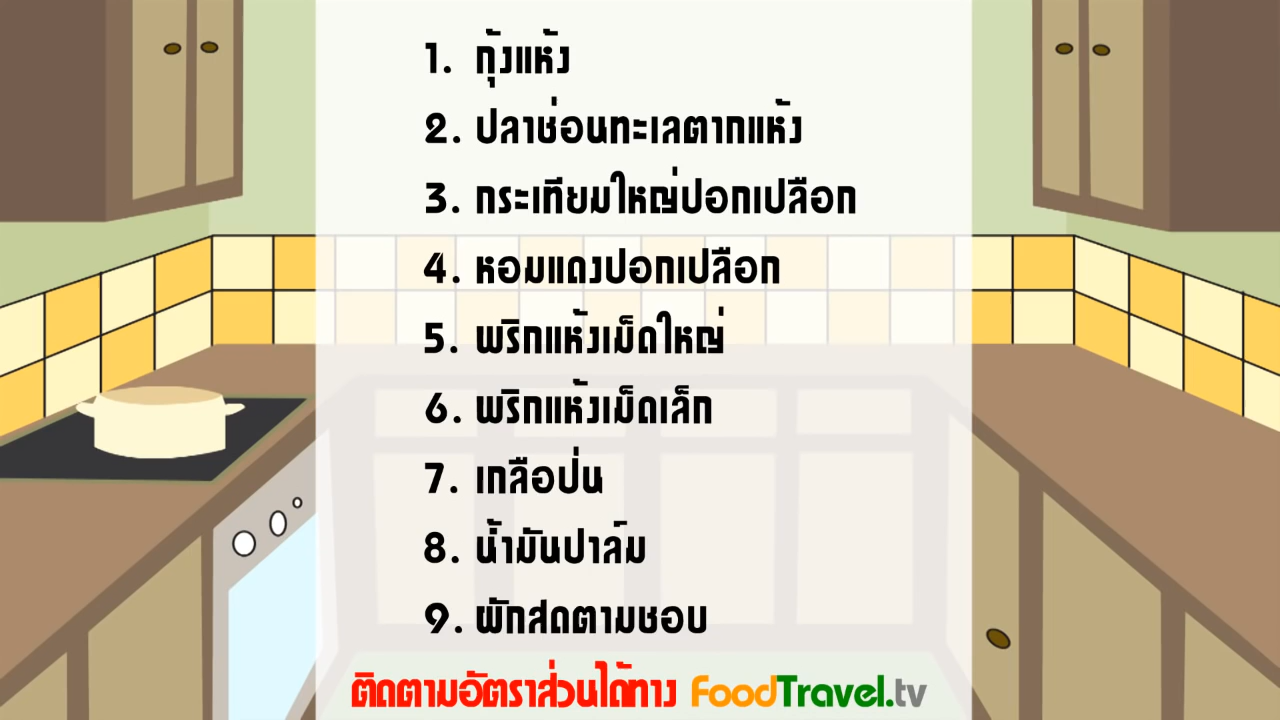 1. กุ้งแห้ง
2. ปลาช่อนทะเลตากแห้ง
3. กระเทียมใหญ่ปอกเปลือก
4. หอมแดงปอกเปลือก
5. พริกแห้งเม็ดใหญ่
6. พริกแห้งเม็ดเล็ก
7. เกลือป่น
8. น้ำมันปาล์ม
9. ผักสดตามชอบ
ติดตามอัตราส่วนได้ทาง FoodTravel.tv